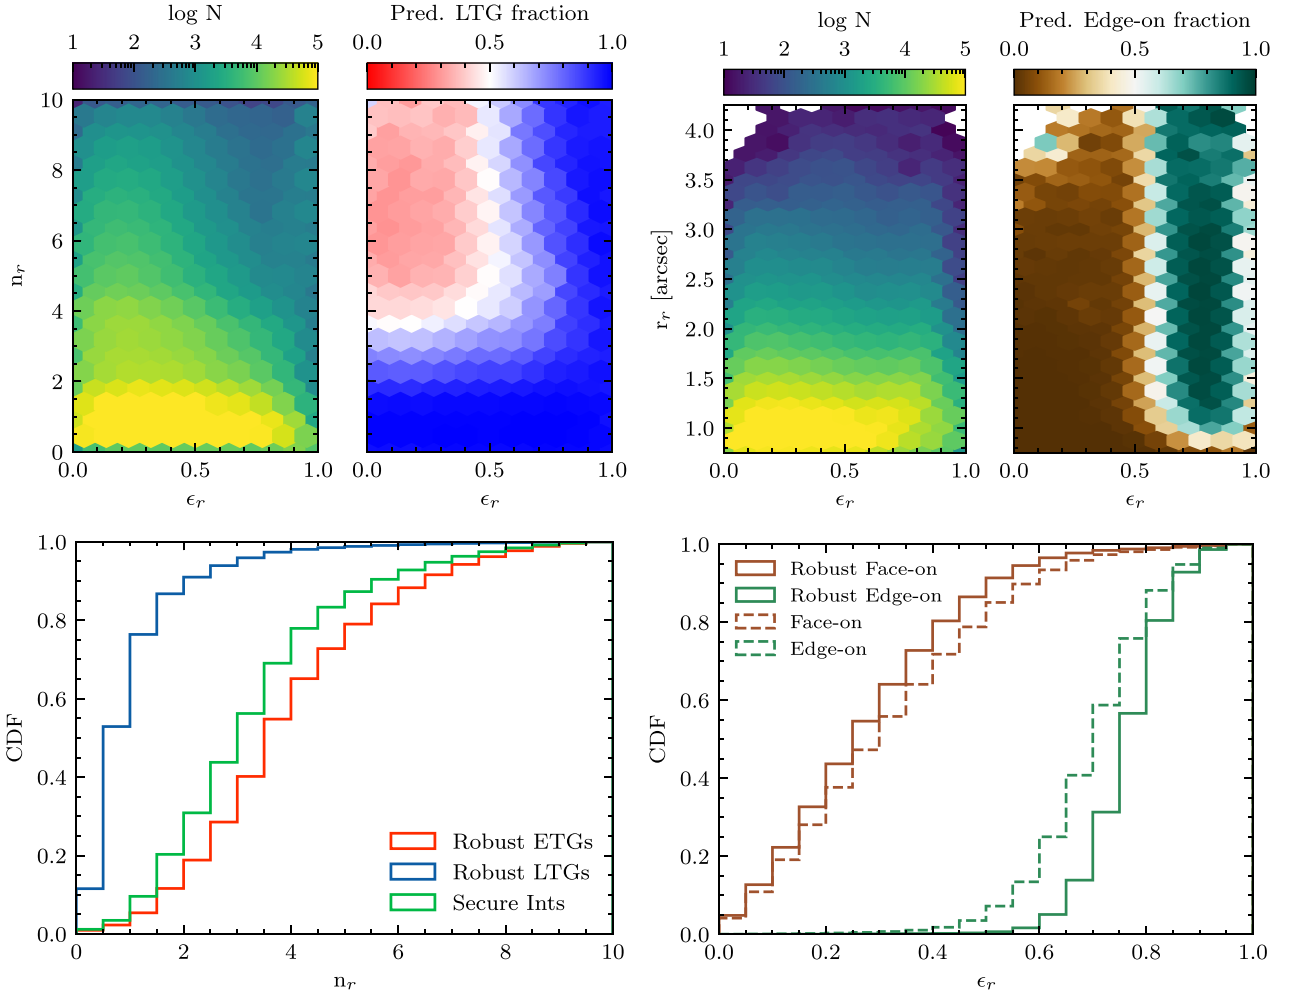 log N
1 2 3 4 5
Pred. LTG fraction
0.0 0.5 1.0
log N
1 2 3 4 5
Pred. Edge-on fraction
0.0 0.5 1.0
10
8
6
4
2
0
n_r
0.0 0.5 1.0
ϵ_r
0.0 0.5 1.0
ϵ_r
4.0
3.5
3.0
2.5
2.0
1.5
1.0
r_r [arcsec]
0.0 0.5 1.0
ϵ_r
0.0 0.5 1.0
ϵ_r
1.0
0.8
0.6
0.4
0.2
0.0
CDF
Robust ETGs
Robust LTGs
Secure Ints
0 2 4 6 8 10
n_r
1.0
0.8
0.6
0.4
0.2
0.0
CDF
Robust Face-on
Robust Edge-on
Face-on
Edge-on
0.0 0.2 0.4 0.6 0.8 1.0
ϵ_r